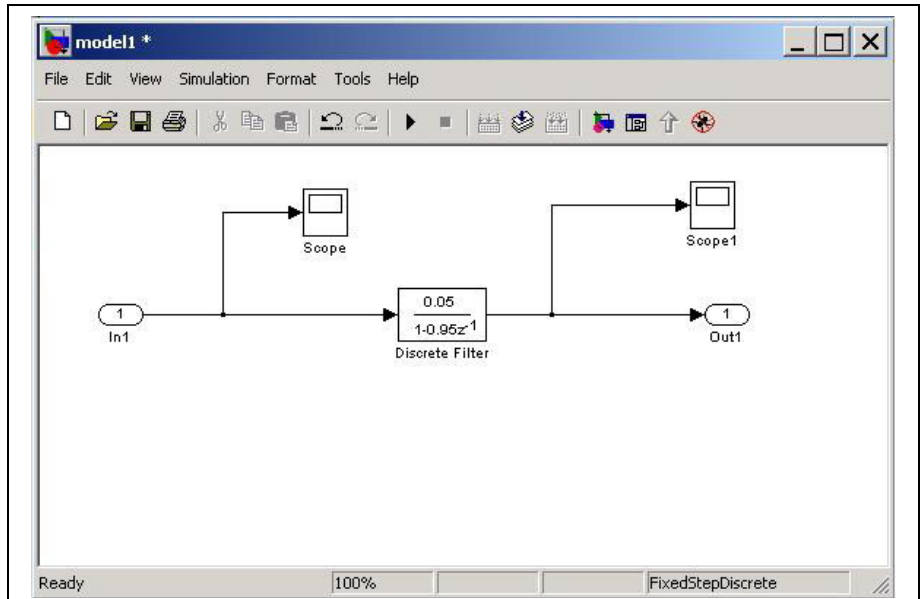 model1 *
File Edit View Simulation Format Tools Help
Scope
Scope1
1
In1
0.05
1-0.95z-1
Discrete Filter
1
Out1
Ready 100% FixedStepDiscrete